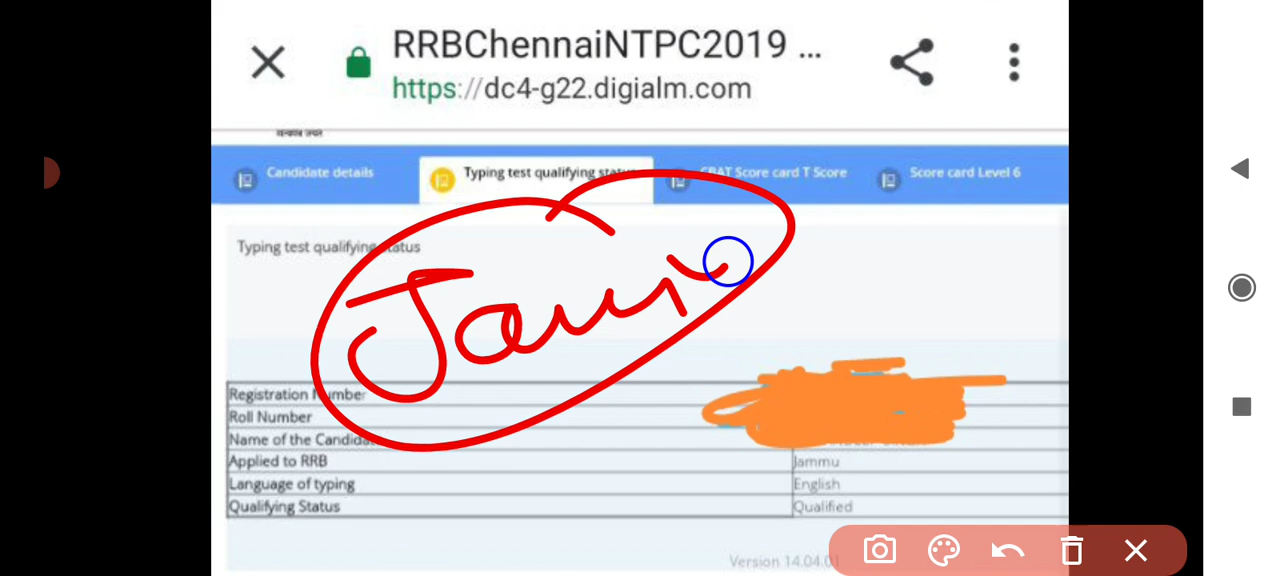 RRBChennaiNTPC2019 ...
https://dc4-g22.digialm.com
Candidate details
Typing test qualifying status
CBAT Score card T Score
Score card Level 6
Typing test qualifying status
Registration Number
Roll Number
Name of the Candidate
Applied to RRB Jammu
Language of typing English
Qualifying Status Qualified
Version 14.04.01